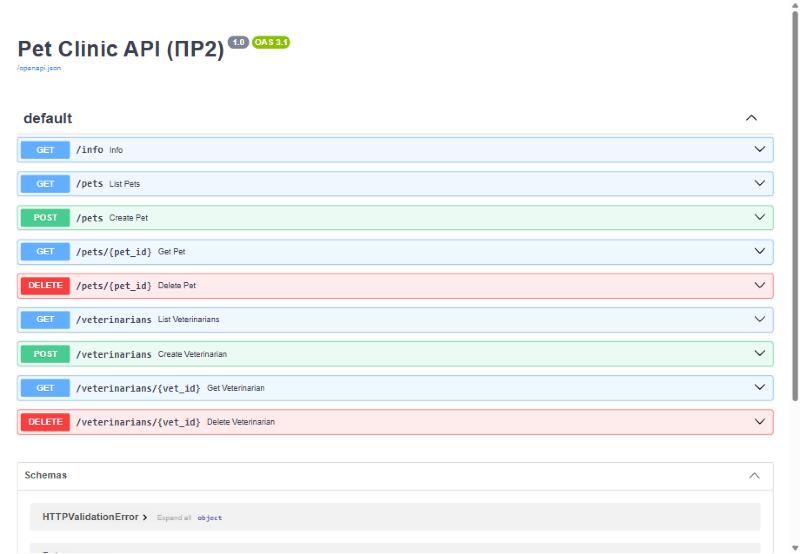 Pet Clinic API (ПР2) 1.0 OAS 3.1
/openapi.json
default
GET /info Info
GET /pets List Pets
POST /pets Create Pet
GET /pets/{pet_id} Get Pet
DELETE /pets/{pet_id} Delete Pet
GET /veterinarians List Veterinarians
POST /veterinarians Create Veterinarian
GET /veterinarians/{vet_id} Get Veterinarian
DELETE /veterinarians/{vet_id} Delete Veterinarian
Schemas
HTTPValidationError Expand all object